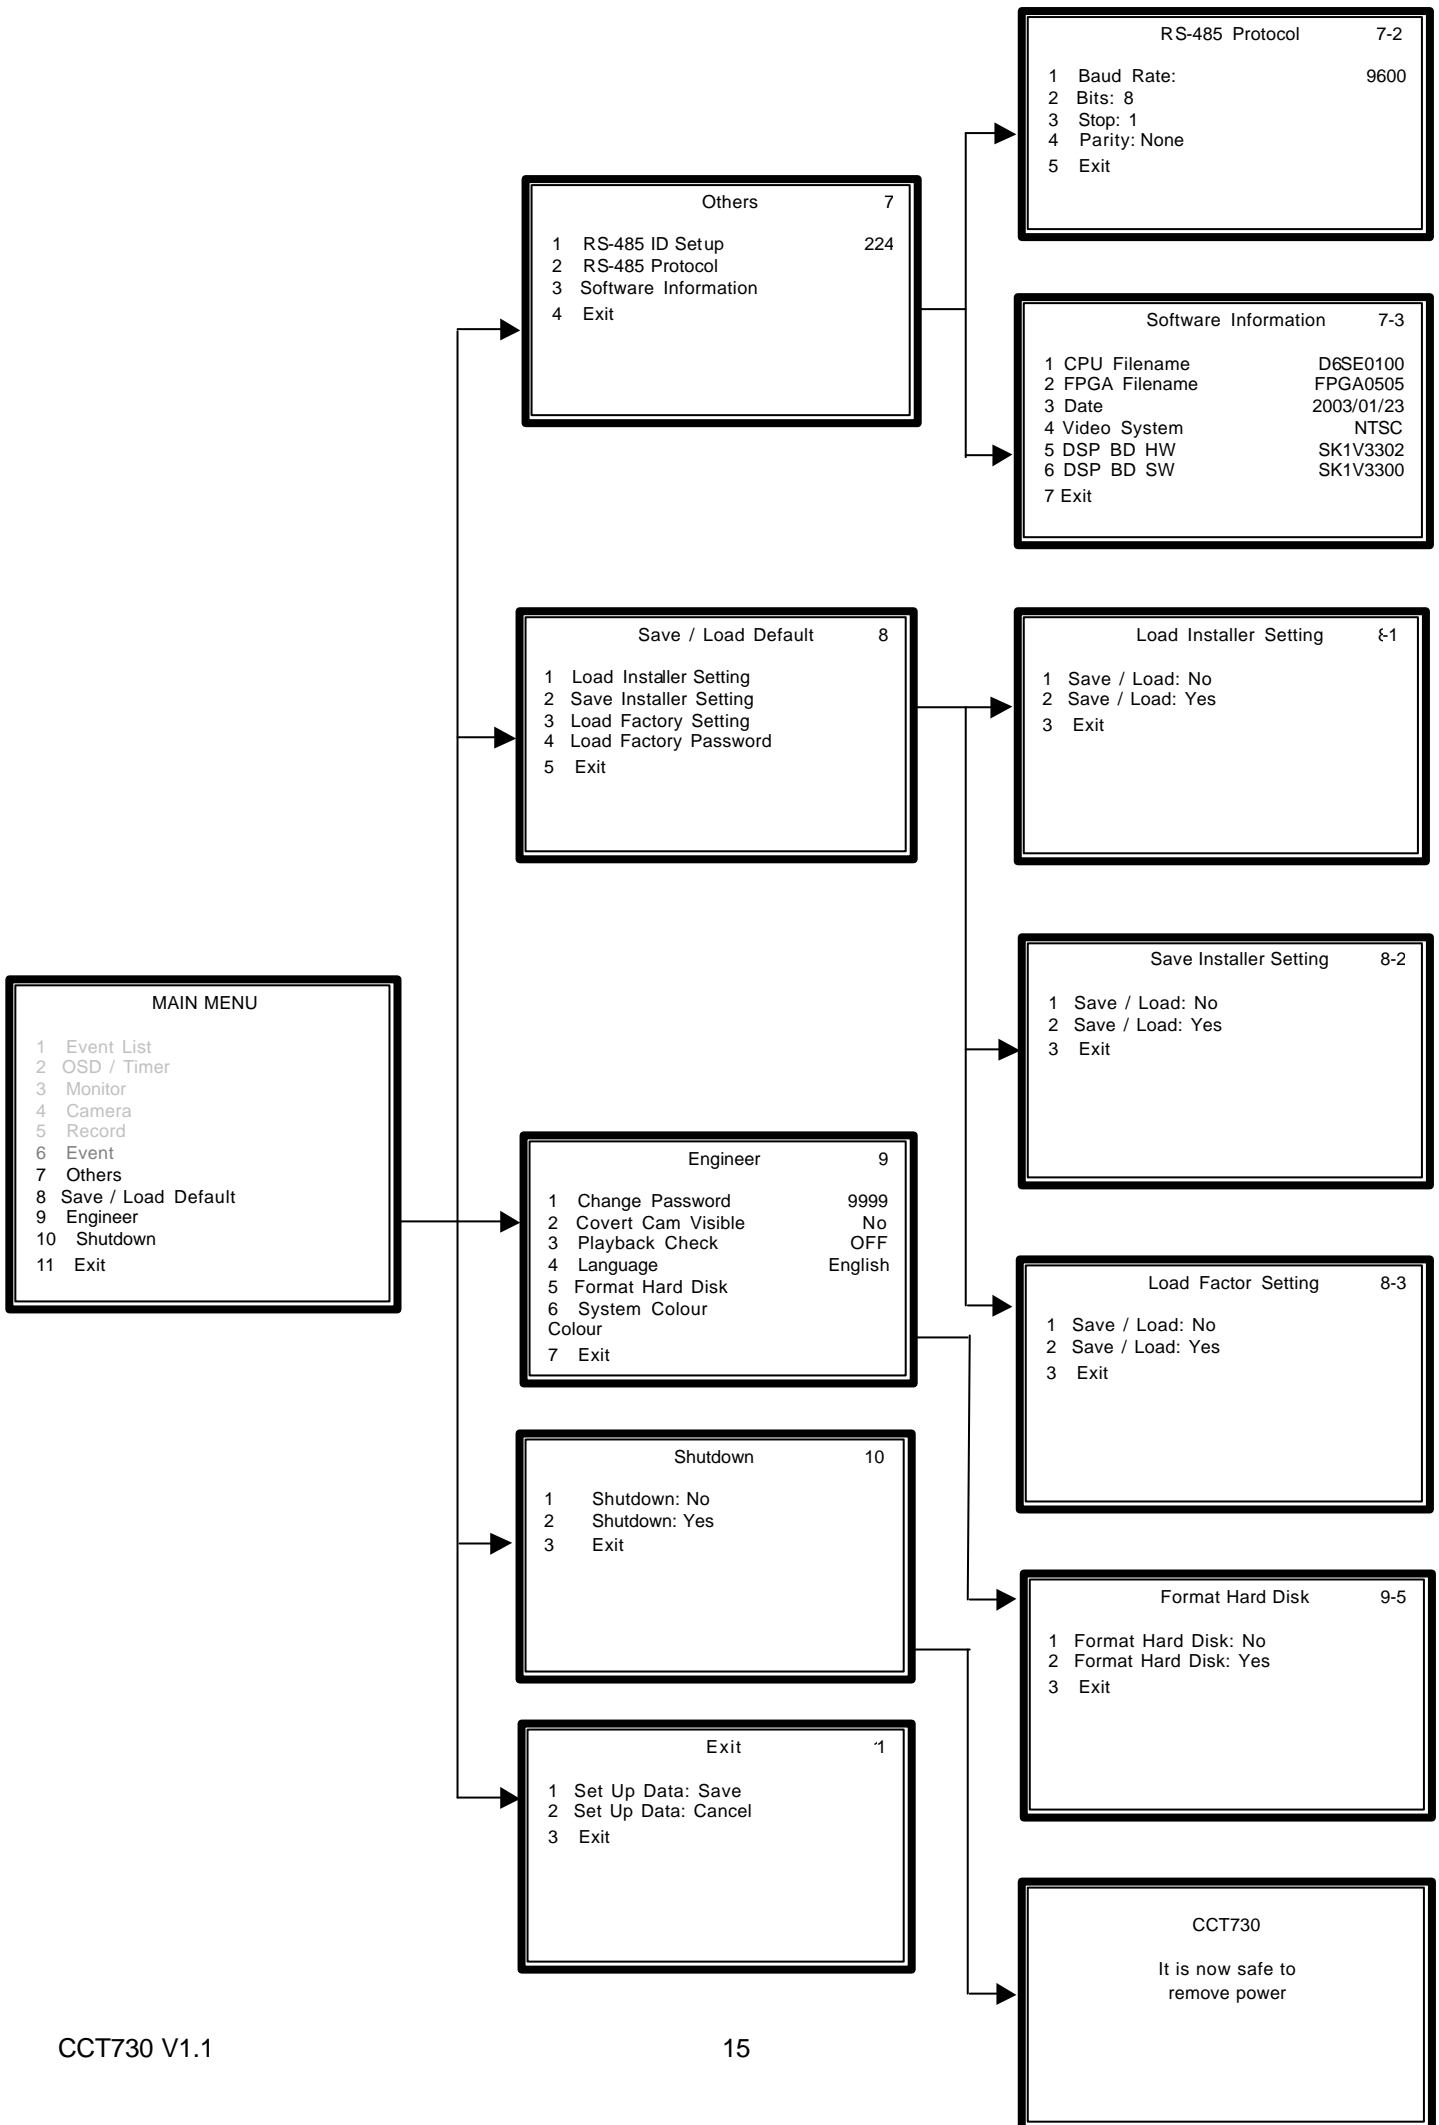 RS-485 Protocol 7-2
1 Baud Rate: 9600
2 Bits: 8
3 Stop: 1
4 Parity: None
5 Exit
Others 7
1 RS-485 ID Setup 224
2 RS-485 Protocol
3 Software Information
4 Exit
Software Information 7-3
1 CPU Filename D6SE0100
2 FPGA Filename FPGA0505
3 Date 2003/01/23
4 Video System NTSC
5 DSP BD HW SK1V3302
6 DSP BD SW SK1V3300
7 Exit
Save / Load Default 8
1 Load Installer Setting
2 Save Installer Setting
3 Load Factory Setting
4 Load Factory Password
5 Exit
Load Installer Setting 8-1
1 Save / Load: No
2 Save / Load: Yes
3 Exit
Save Installer Setting 8-2
1 Save / Load: No
2 Save / Load: Yes
3 Exit
MAIN MENU
1 Event List
2 OSD / Timer
3 Monitor
4 Camera
5 Record
6 Event
7 Others
8 Save / Load Default
9 Engineer
10 Shutdown
11 Exit
Engineer 9
1 Change Password 9999
2 Covert Cam Visible No
3 Playback Check OFF
4 Language English
5 Format Hard Disk
6 System Colour
Colour
7 Exit
Load Factor Setting 8-3
1 Save / Load: No
2 Save / Load: Yes
3 Exit
Shutdown 10
1 Shutdown: No
2 Shutdown: Yes
3 Exit
Format Hard Disk 9-5
1 Format Hard Disk: No
2 Format Hard Disk: Yes
3 Exit
Exit 11
1 Set Up Data: Save
2 Set Up Data: Cancel
3 Exit
CCT730
It is now safe to
remove power
CCT730 V1.1 15